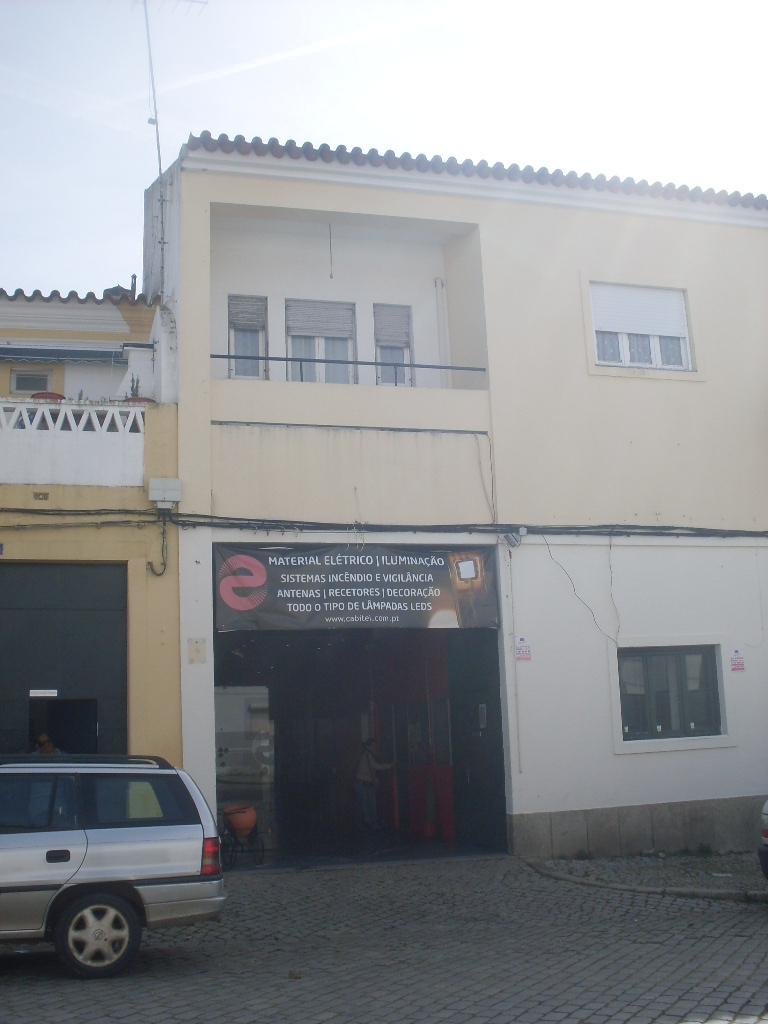 MATERIAL ELÉTRICO | ILUMINAÇÃO
SISTEMAS INCÊNDIO E VIGILÂNCIA
ANTENAS | RECETORES | DECORAÇÃO
TODO O TIPO DE LÂMPADAS LEDS
www.cabitel.com.pt